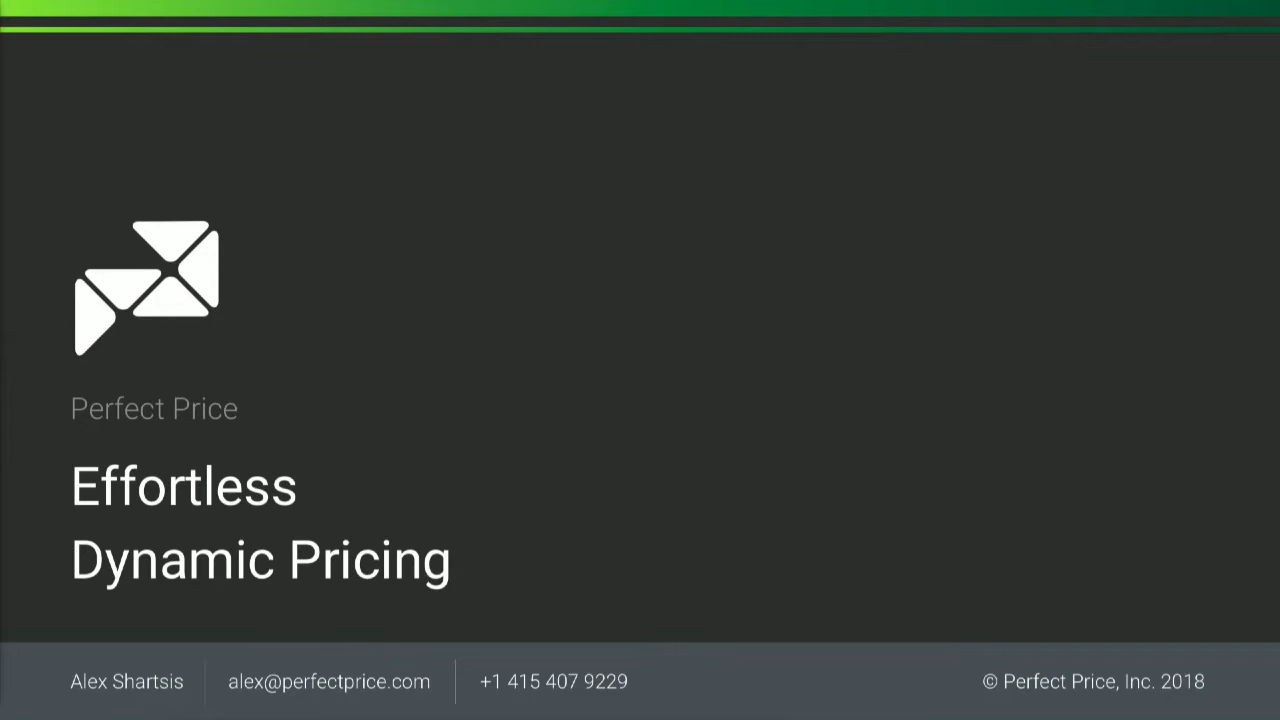 Perfect Price
Effortless
Dynamic Pricing
Alex Shartsis
alex@perfectprice.com
+1 415 407 9229
© Perfect Price, Inc. 2018